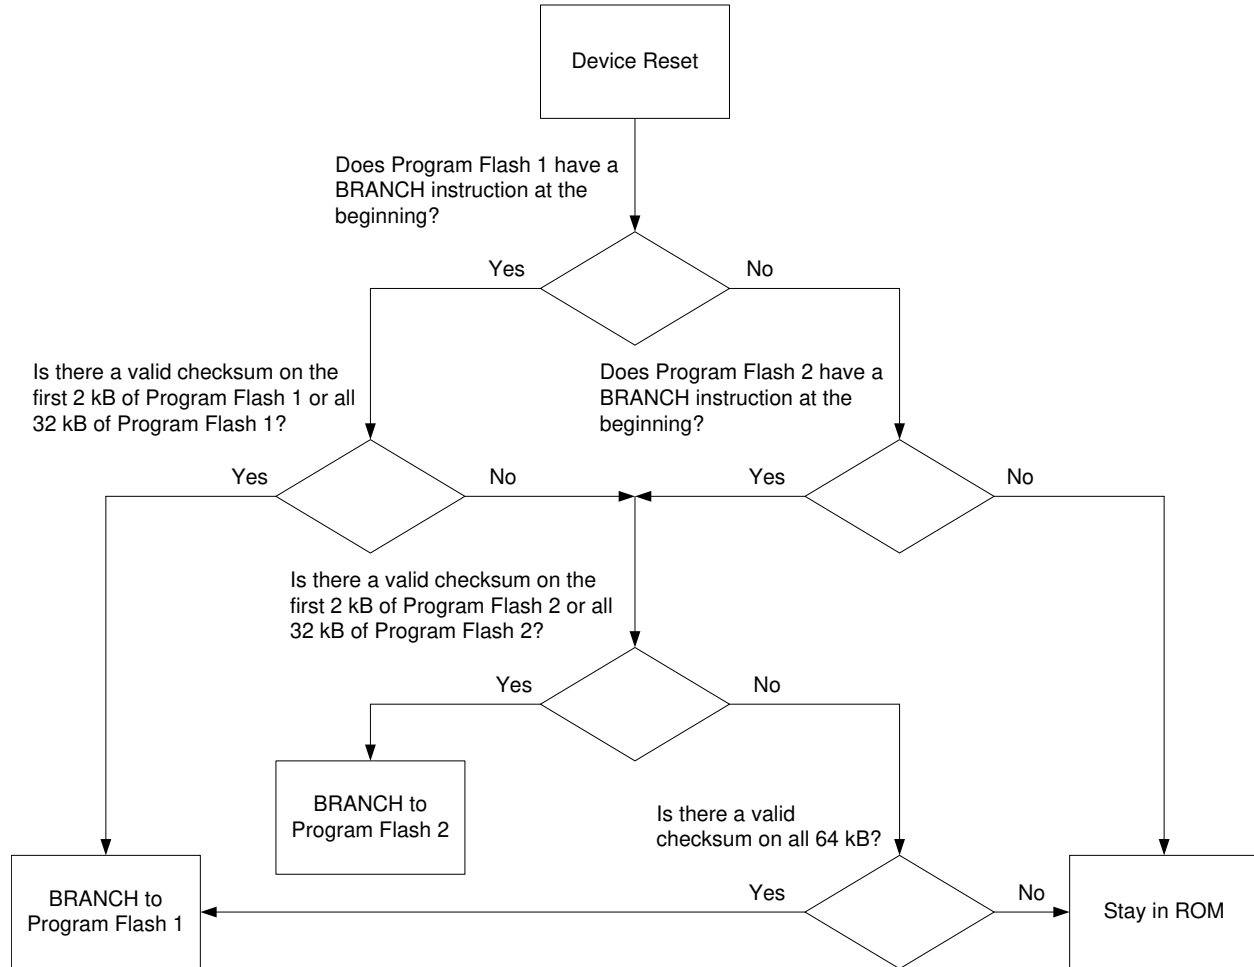 Device Reset
Does Program Flash 1 have a
BRANCH instruction at the
beginning?
Yes
No
Is there a valid checksum on the
first 2 kB of Program Flash 1 or all
32 kB of Program Flash 1?
Does Program Flash 2 have a
BRANCH instruction at the
beginning?
Yes
No
Yes
No
Is there a valid checksum on the
first 2 kB of Program Flash 2 or all
32 kB of Program Flash 2?
Yes
No
BRANCH to
Program Flash 2
Is there a valid
checksum on all 64 kB?
Yes
No
BRANCH to
Program Flash 1
Stay in ROM